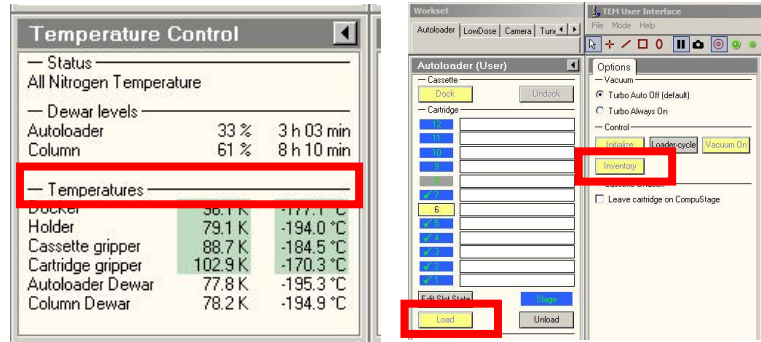 Temperature Control
Status
All Nitrogen Temperature
Dewar levels
Autoloader 33 % 3 h 03 min
Column 61 % 8 h 10 min
Temperatures
Docker -177.1 °C
Holder 79.1 K -194.0 °C
Cassette gripper 88.7 K -184.5 °C
Cartridge gripper 102.9 K -170.3 °C
Autoloader Dewar 77.8 K -195.3 °C
Column Dewar 78.2 K -194.9 °C
Workset
Autoloader LowDose Camera
Autoloader (User)
Cassette
Dock Undock
Cartridge
12
11
10
9
7
6
5
4
3
2
1
Edit Slot State Stage
Load Unload
TEM User Interface
File Mode Help
Options
Vacuum
Turbo Auto Off (default)
Turbo Always On
Control
Initialize Loader-cycle Vacuum On
Inventory
Leave cartridge on CompuStage